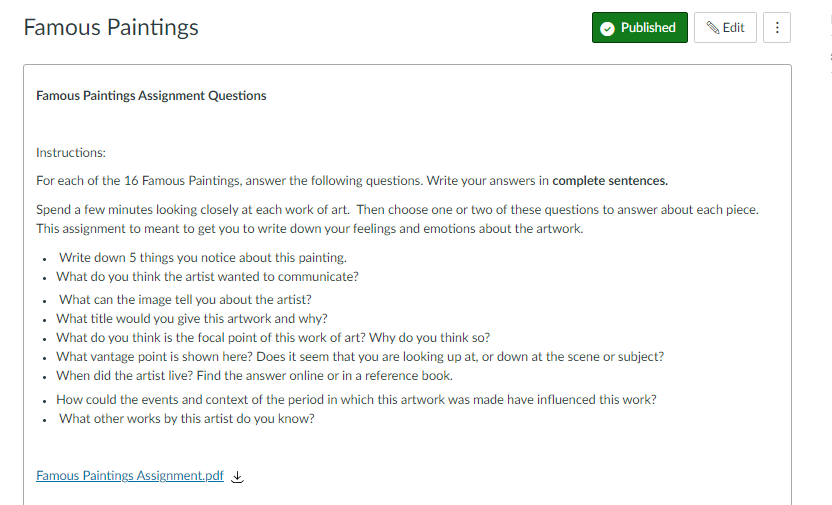 Famous Paintings
Published
Edit
Famous Paintings Assignment Questions
Instructions:
For each of the 16 Famous Paintings, answer the following questions. Write your answers in complete sentences.
Spend a few minutes looking closely at each work of art. Then choose one or two of these questions to answer about each piece.
This assignment to meant to get you to write down your feelings and emotions about the artwork.
• Write down 5 things you notice about this painting.
• What do you think the artist wanted to communicate?
• What can the image tell you about the artist?
• What title would you give this artwork and why?
• What do you think is the focal point of this work of art? Why do you think so?
• What vantage point is shown here? Does it seem that you are looking up at, or down at the scene or subject?
• When did the artist live? Find the answer online or in a reference book.
• How could the events and context of the period in which this artwork was made have influenced this work?
• What other works by this artist do you know?
Famous Paintings Assignment.pdf